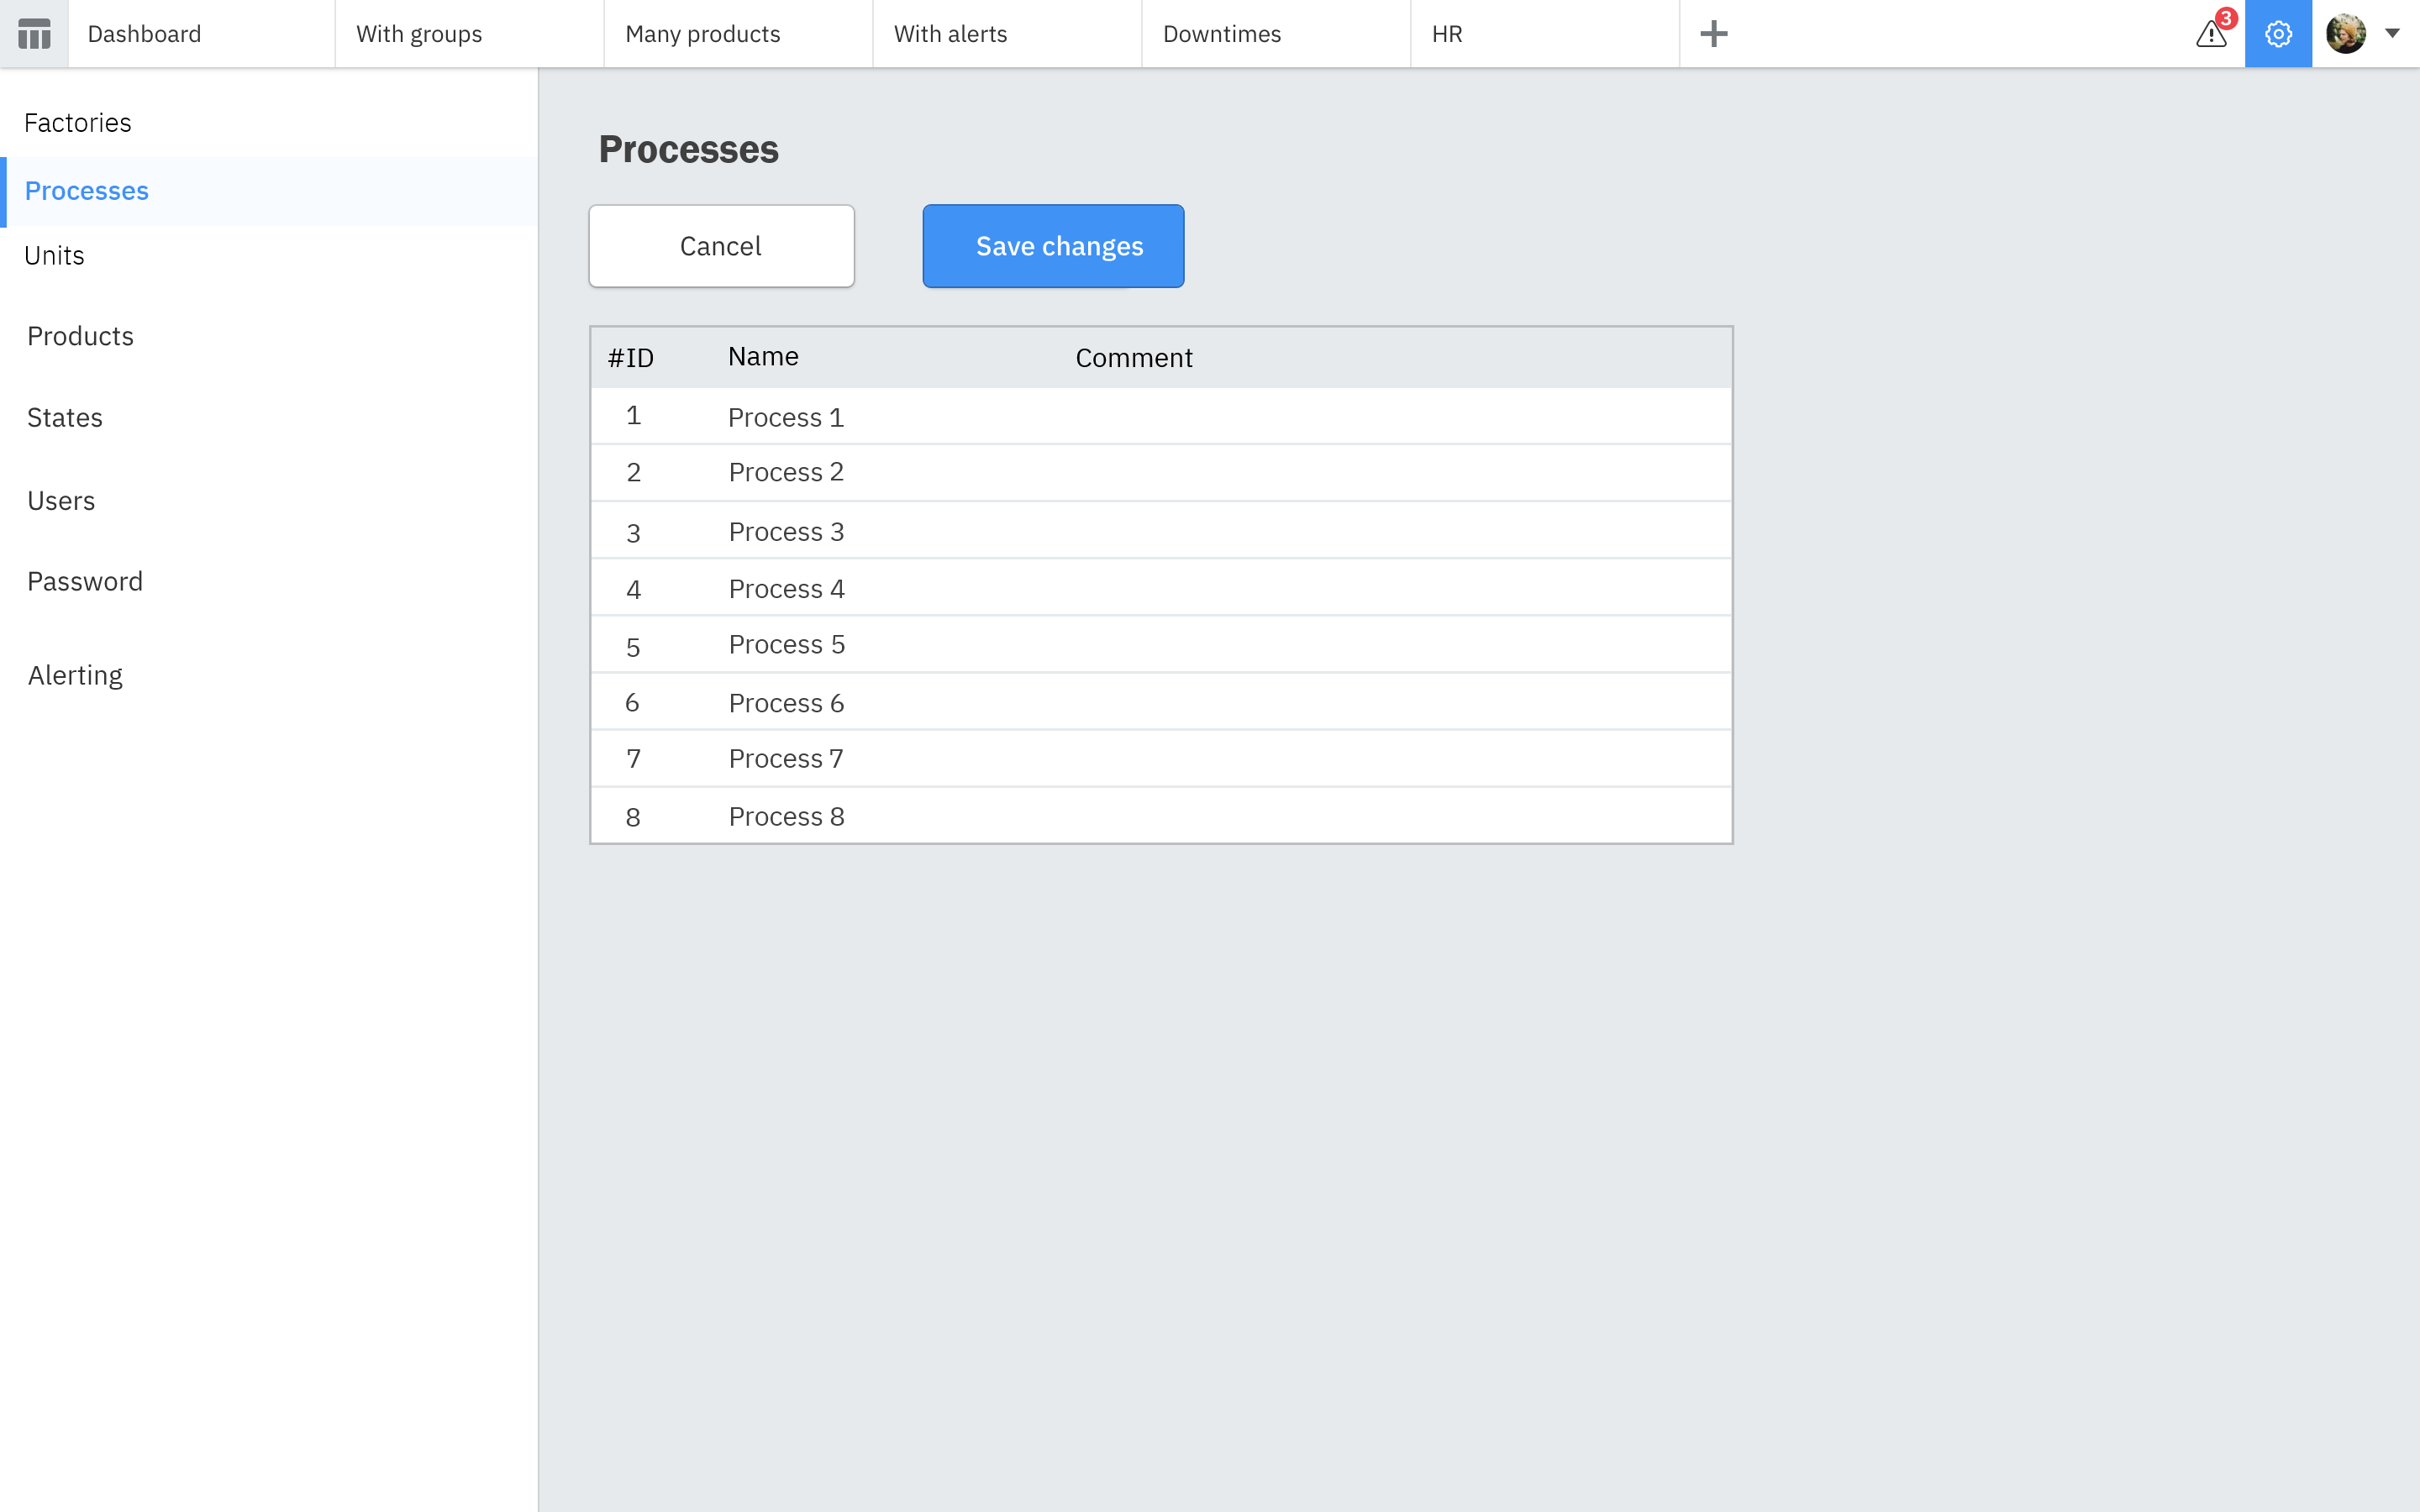 Dashboard With groups Many products With alerts Downtimes HR 3
Factories
Processes
Units
Products
States
Users
Password
Alerting
Processes
Cancel Save changes
#ID Name Comment
1 Process 1
2 Process 2
3 Process 3
4 Process 4
5 Process 5
6 Process 6
7 Process 7
8 Process 8